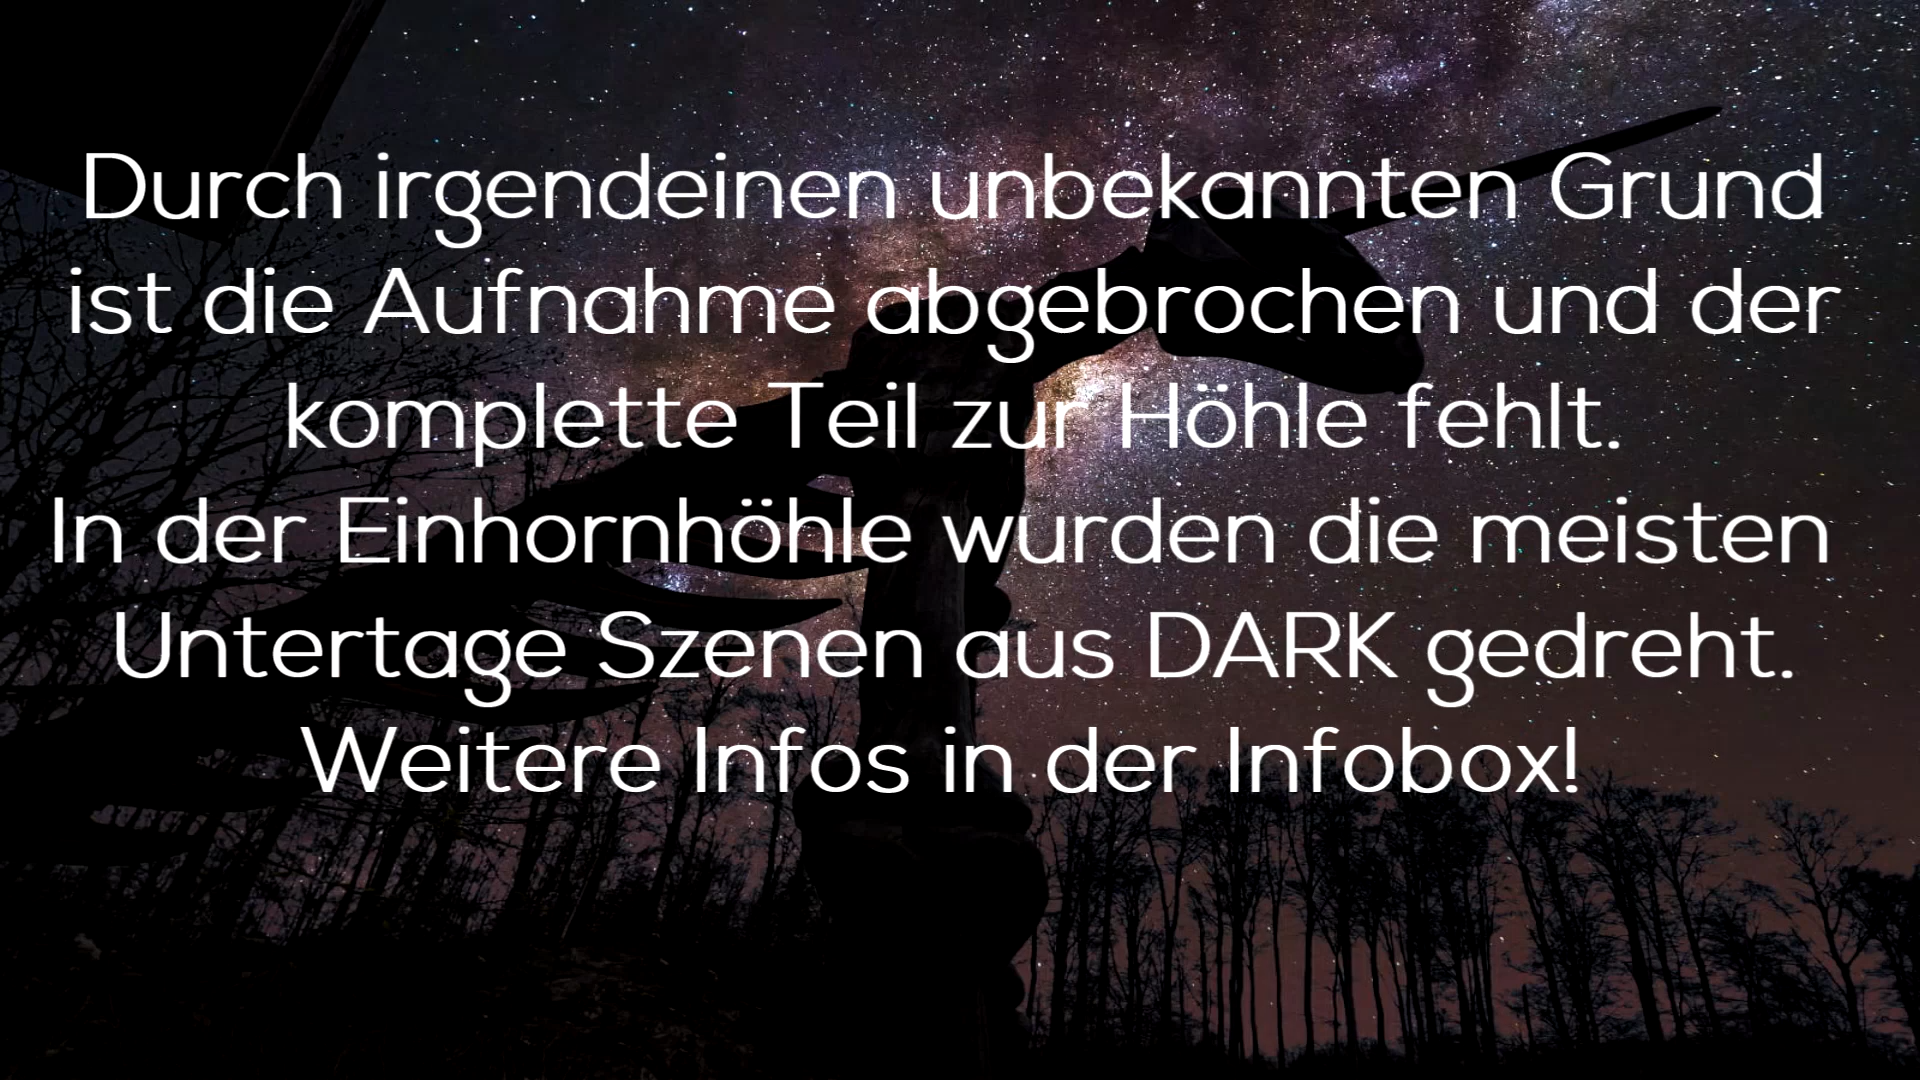 Durch irgendeinen unbekannten Grund
ist die Aufnahme abgebrochen und der
komplette Teil zur Höhle fehlt.
In der Einhornhöhle wurden die meisten
Untertage Szenen aus DARK gedreht.
Weitere Infos in der Infobox!